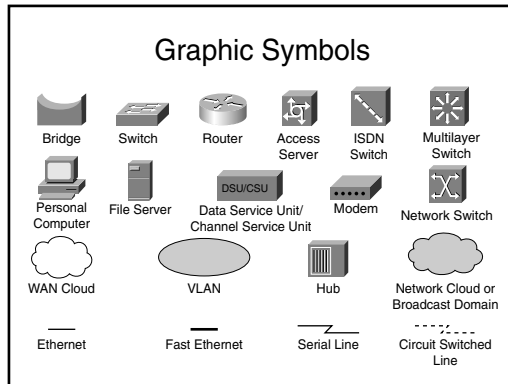 Graphic Symbols
Bridge
Switch
Router
Access
Server
ISDN
Switch
Multilayer
Switch
Personal
Computer
File Server
DSU/CSU
Data Service Unit/
Channel Service Unit
Modem
Network Switch
WAN Cloud
VLAN
Hub
Network Cloud or
Broadcast Domain
Ethernet
Fast Ethernet
Serial Line
Circuit Switched
Line